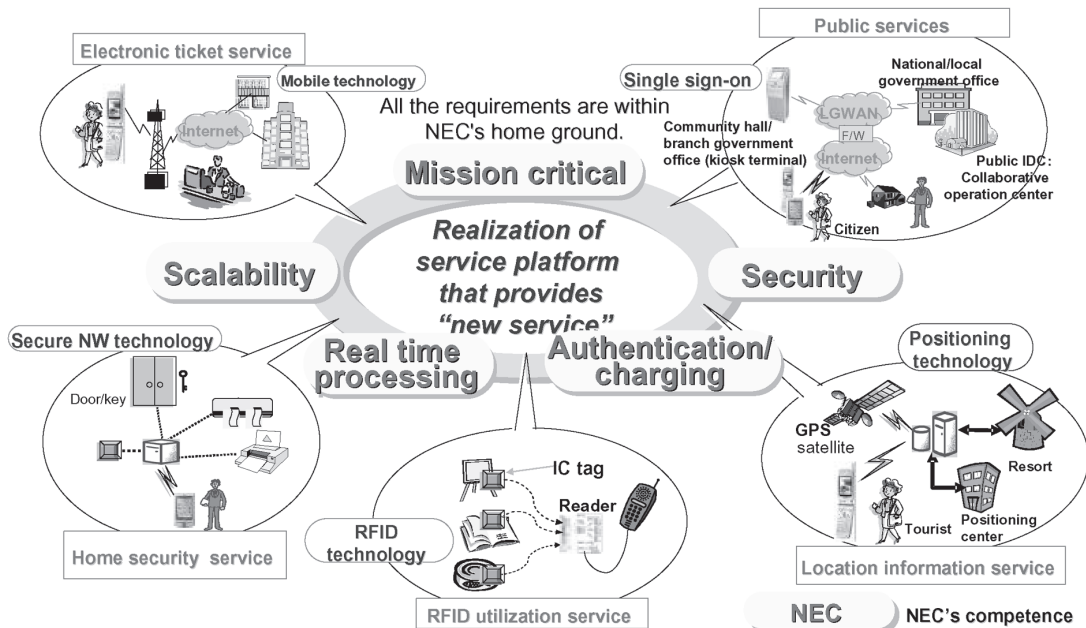 Electronic ticket service
Mobile technology
Internet
All the requirements are within
NEC's home ground.
Public services
Single sign-on
National/local
government office
LGWAN
F/W
Internet
Community hall/
branch government
office (kiosk terminal)
Public IDC:
Collaborative
operation center
Citizen
Mission critical
Scalability
Realization of
service platform
that provides
“new service”
Security
Real time
processing
Authentication/
charging
Secure NW technology
Door/key
Home security service
IC tag
Reader
RFID
technology
RFID utilization service
Positioning
technology
GPS
satellite
Resort
Tourist
Positioning
center
Location information service
NEC
NEC’s competence